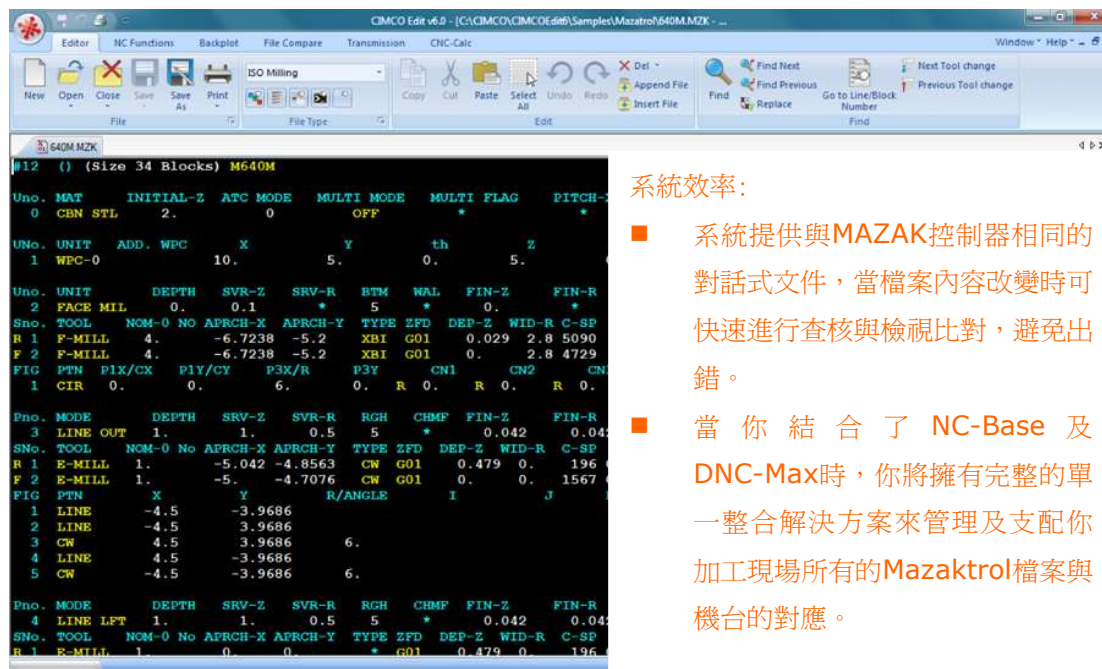 CIMCO Edit v6.0 - [C:\CIMCO\CIMCOEdit6\Samples\Mazatrol\640M.MZK - ...
Editor NC Functions Backplot File Compare Transmission CNC-Calc Window Help
New Open Close Save Save As Print
File
ISO Milling
File Type
Copy Cut Paste Select All Undo Redo
Del
Append File
Insert File
Edit
Find
Find Next
Find Previous
Replace
Go to Line/Block Number
Next Tool change
Previous Tool change
Find
640M.MZK
#12 () (Size 34 Blocks) M640M
Uno. MAT INITIAL-Z ATC MODE MULTI MODE MULTI FLAG PITCH-
0 CBN STL 2. 0 OFF * *
UNo. UNIT ADD. WPC X Y th Z
1 WPC-0 10. 5. 0. 5.
Uno. UNIT DEPTH SVR-Z SRV-R BTM WAL FIN-Z FIN-R
2 FACE MIL 0. 0.1 * 5 * 0. *
Sno. TOOL NOM-0 NO APRCH-X APRCH-Y TYPE ZFD DEP-Z WID-R C-SP
R 1 F-MILL 4. -6.7238 -5.2 XBI G01 0.029 2.8 5090
F 2 F-MILL 4. -6.7238 -5.2 XBI G01 0. 2.8 4729
FIG PTN P1X/CX P1Y/CY P3X/R P3Y CN1 CN2 CN
1 CIR 0. 0. 6. 0. R 0. R 0. R 0.
Pno. MODE DEPTH SRV-Z SVR-R RGH CHMF FIN-Z FIN-R
3 LINE OUT 1. 1. 0.5 5 * 0.042 0.04
SNo. TOOL NOM-0 No APRCH-X APRCH-Y TYPE ZFD DEP-Z WID-R C-SP
R 1 E-MILL 1. -5.042 -4.8563 CW G01 0.479 0. 196
F 2 E-MILL 1. -5. -4.7076 CW G01 0. 0. 1567
FIG PTN X Y R/ANGLE I J
1 LINE -4.5 -3.9686
2 LINE -4.5 3.9686
3 CW 4.5 3.9686 6.
4 LINE 4.5 -3.9686
5 CW -4.5 -3.9686 6.
Pno. MODE DEPTH SRV-Z SVR-R RGH CHMF FIN-Z FIN-R
4 LINE LFT 1. 1. 0.5 5 * 0.042 0.04
SNo. TOOL NOM-0 No APRCH-X APRCH-Y TYPE ZFD DEP-Z WID-R C-SP
R 1 E-MILL 1. 0. 0. * G01 0.479 0. 196
系統效率:
■ 系統提供與MAZAK控制器相同的
對話式文件，當檔案內容改變時可
快速進行查核與檢視比對，避免出
錯。
■ 當你結合了NC-Base及
DNC-Max時，你將擁有完整的單
一整合解決方案來管理及支配你
加工現場所有的Mazaktrol檔案與
機台的對應。